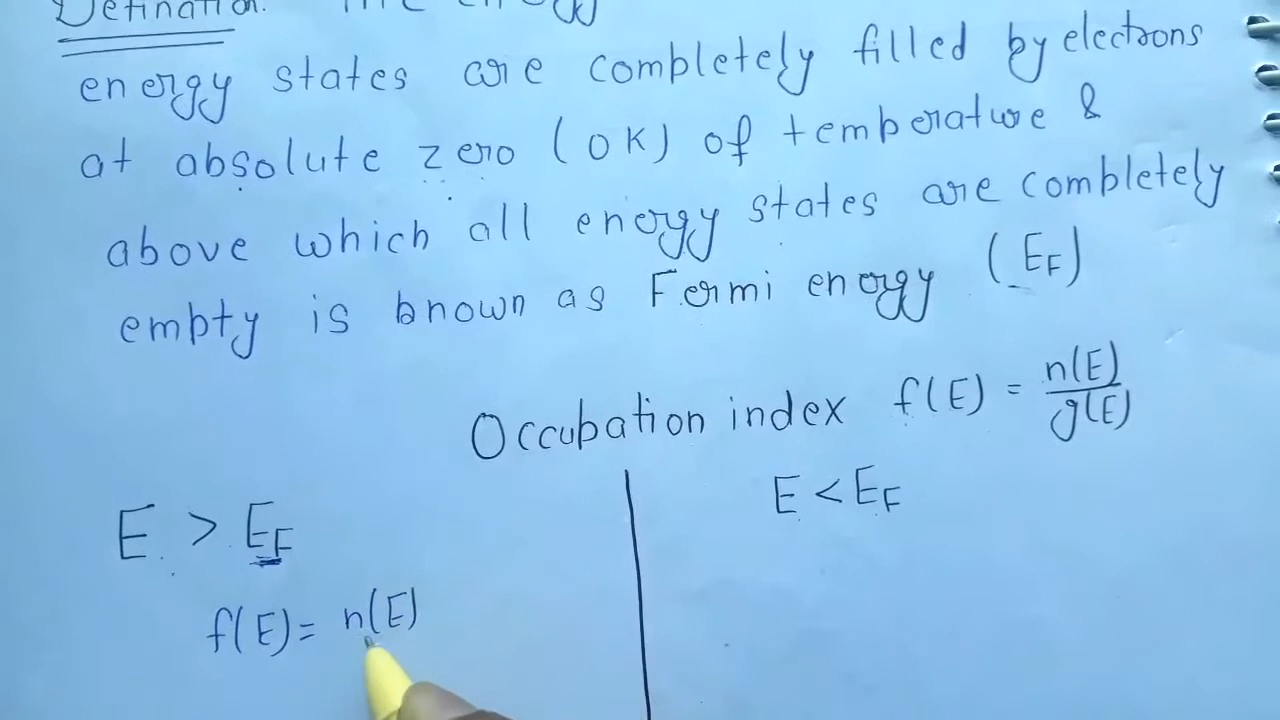 Defination:
energy states are completely filled by electrons
at absolute zero (0K) of temperature &
above which all energy states are completely
empty is known as Fermi energy (EF)
Occupation index f(E) = n(E)/g(E)
E > EF
E < EF
f(E) = n(E)